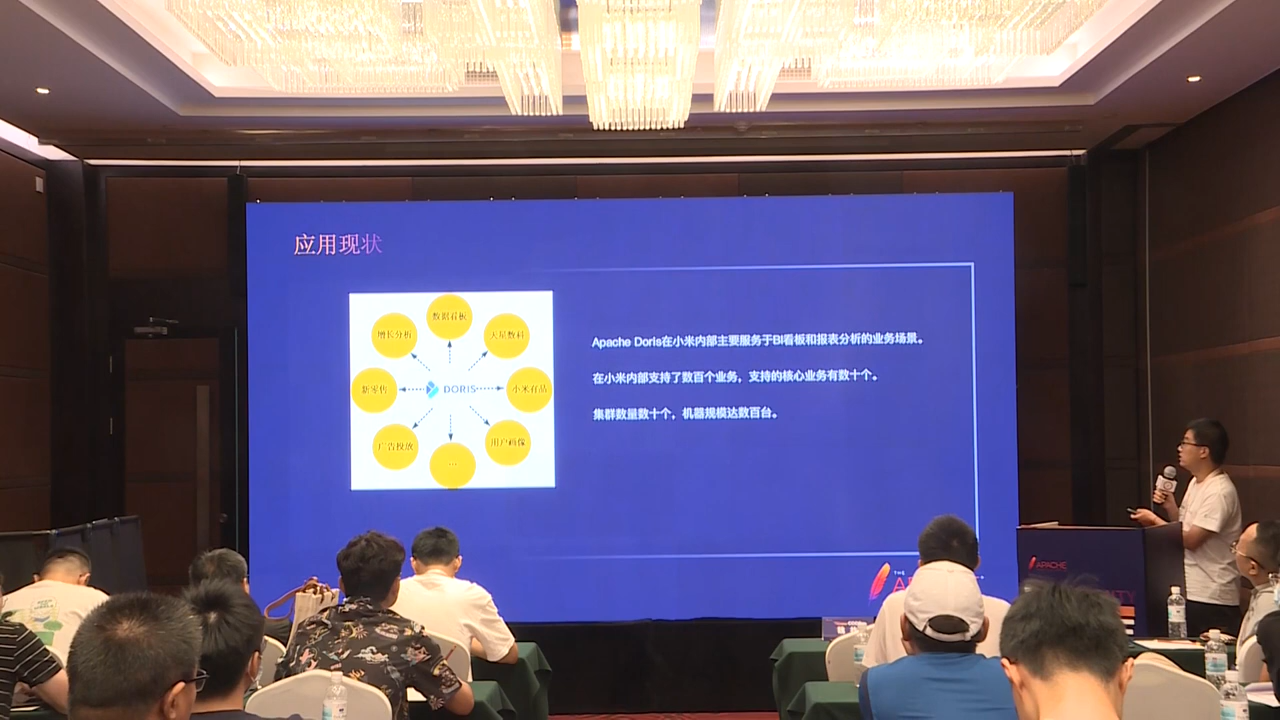 应用现状
数据看板
增长分析
天星数科
新零售
DORIS
小米有品
广告投放
用户画像
...
Apache Doris在小米内部主要服务于BI看板和报表分析的业务场景。
在小米内部支持了数百个业务，支持的核心业务有数十个。
集群数量数十个，机器规模达数百台。
THE
APACHE